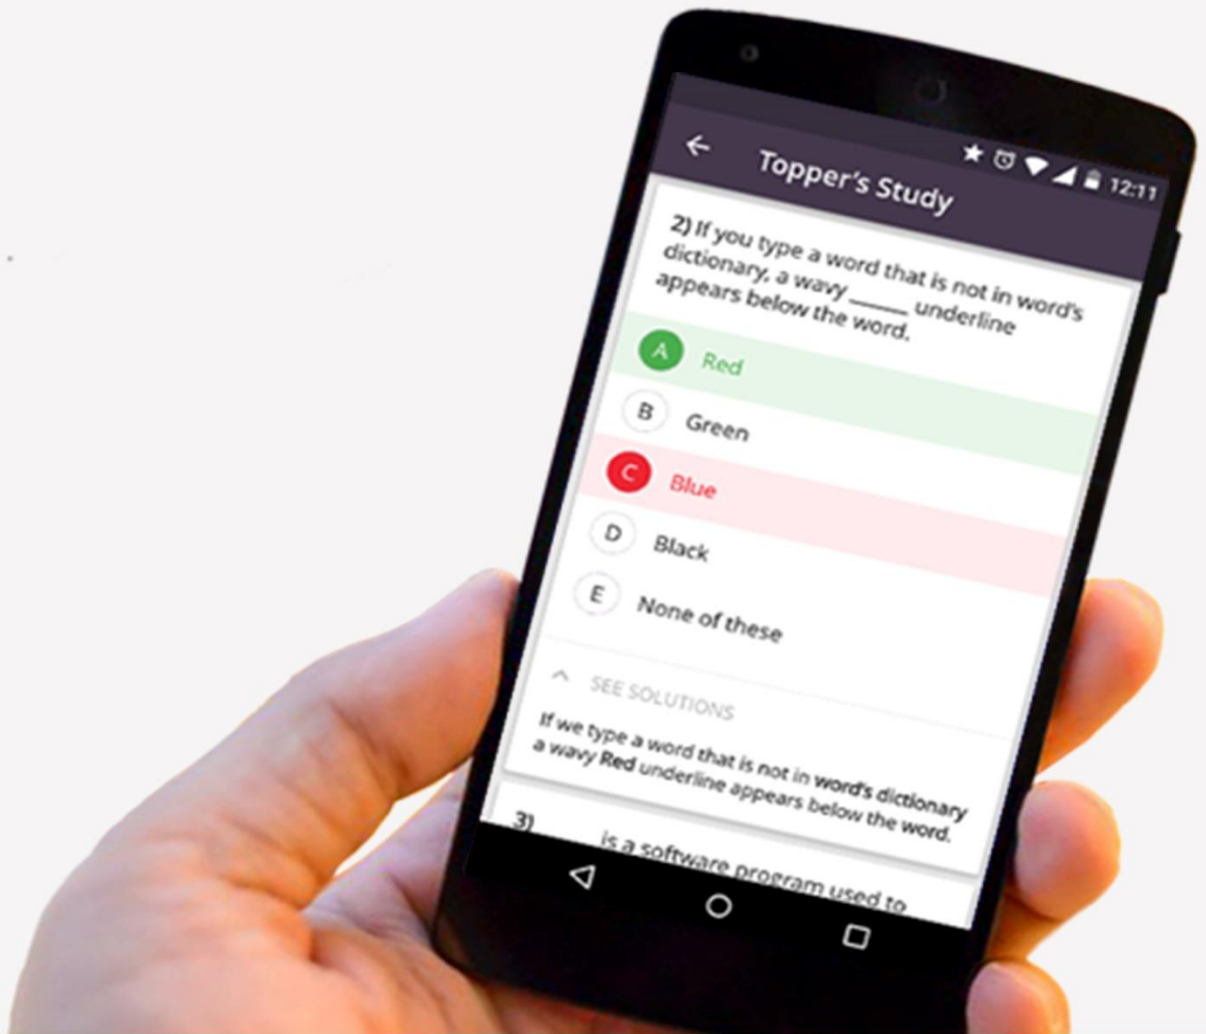 12:11
Topper's Study
2) If you type a word that is not in word's
dictionary, a wavy ______ underline
appears below the word.
A Red
B Green
C Blue
D Black
E None of these
SEE SOLUTIONS
If we type a word that is not in word's dictionary
a wavy Red underline appears below the word.
3) ______ is a software program used to